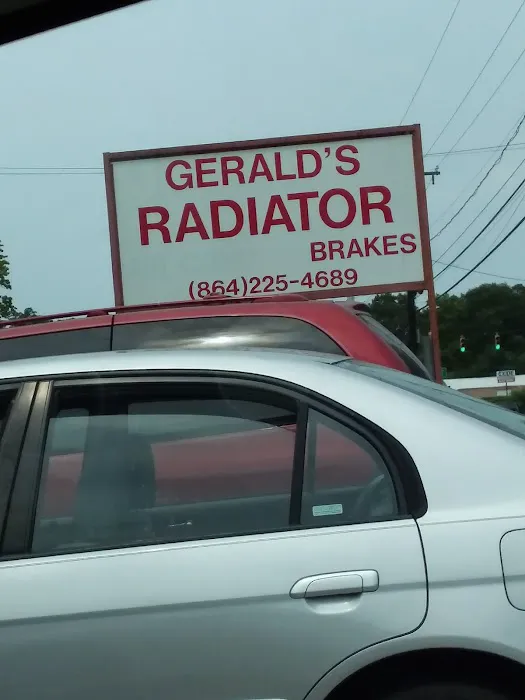 GERALD'S
RADIATOR
BRAKES
(864)225-4689